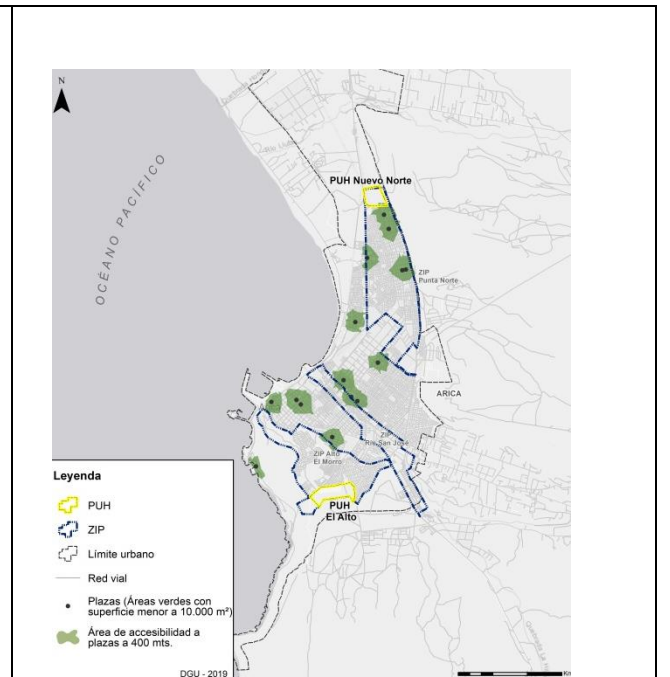 N
OCÉANO PACÍFICO
PUH Nuevo Norte
ZIP
Punta Norte
ARICA
ZIP
Río San José
ZIP Alto
El Morro
PUH
El Alto
Leyenda
PUH
ZIP
Límite urbano
Red vial
Plazas (Áreas verdes con
superficie menor a 10.000 m²)
Área de accesibilidad a
plazas a 400 mts.
DGU - 2019